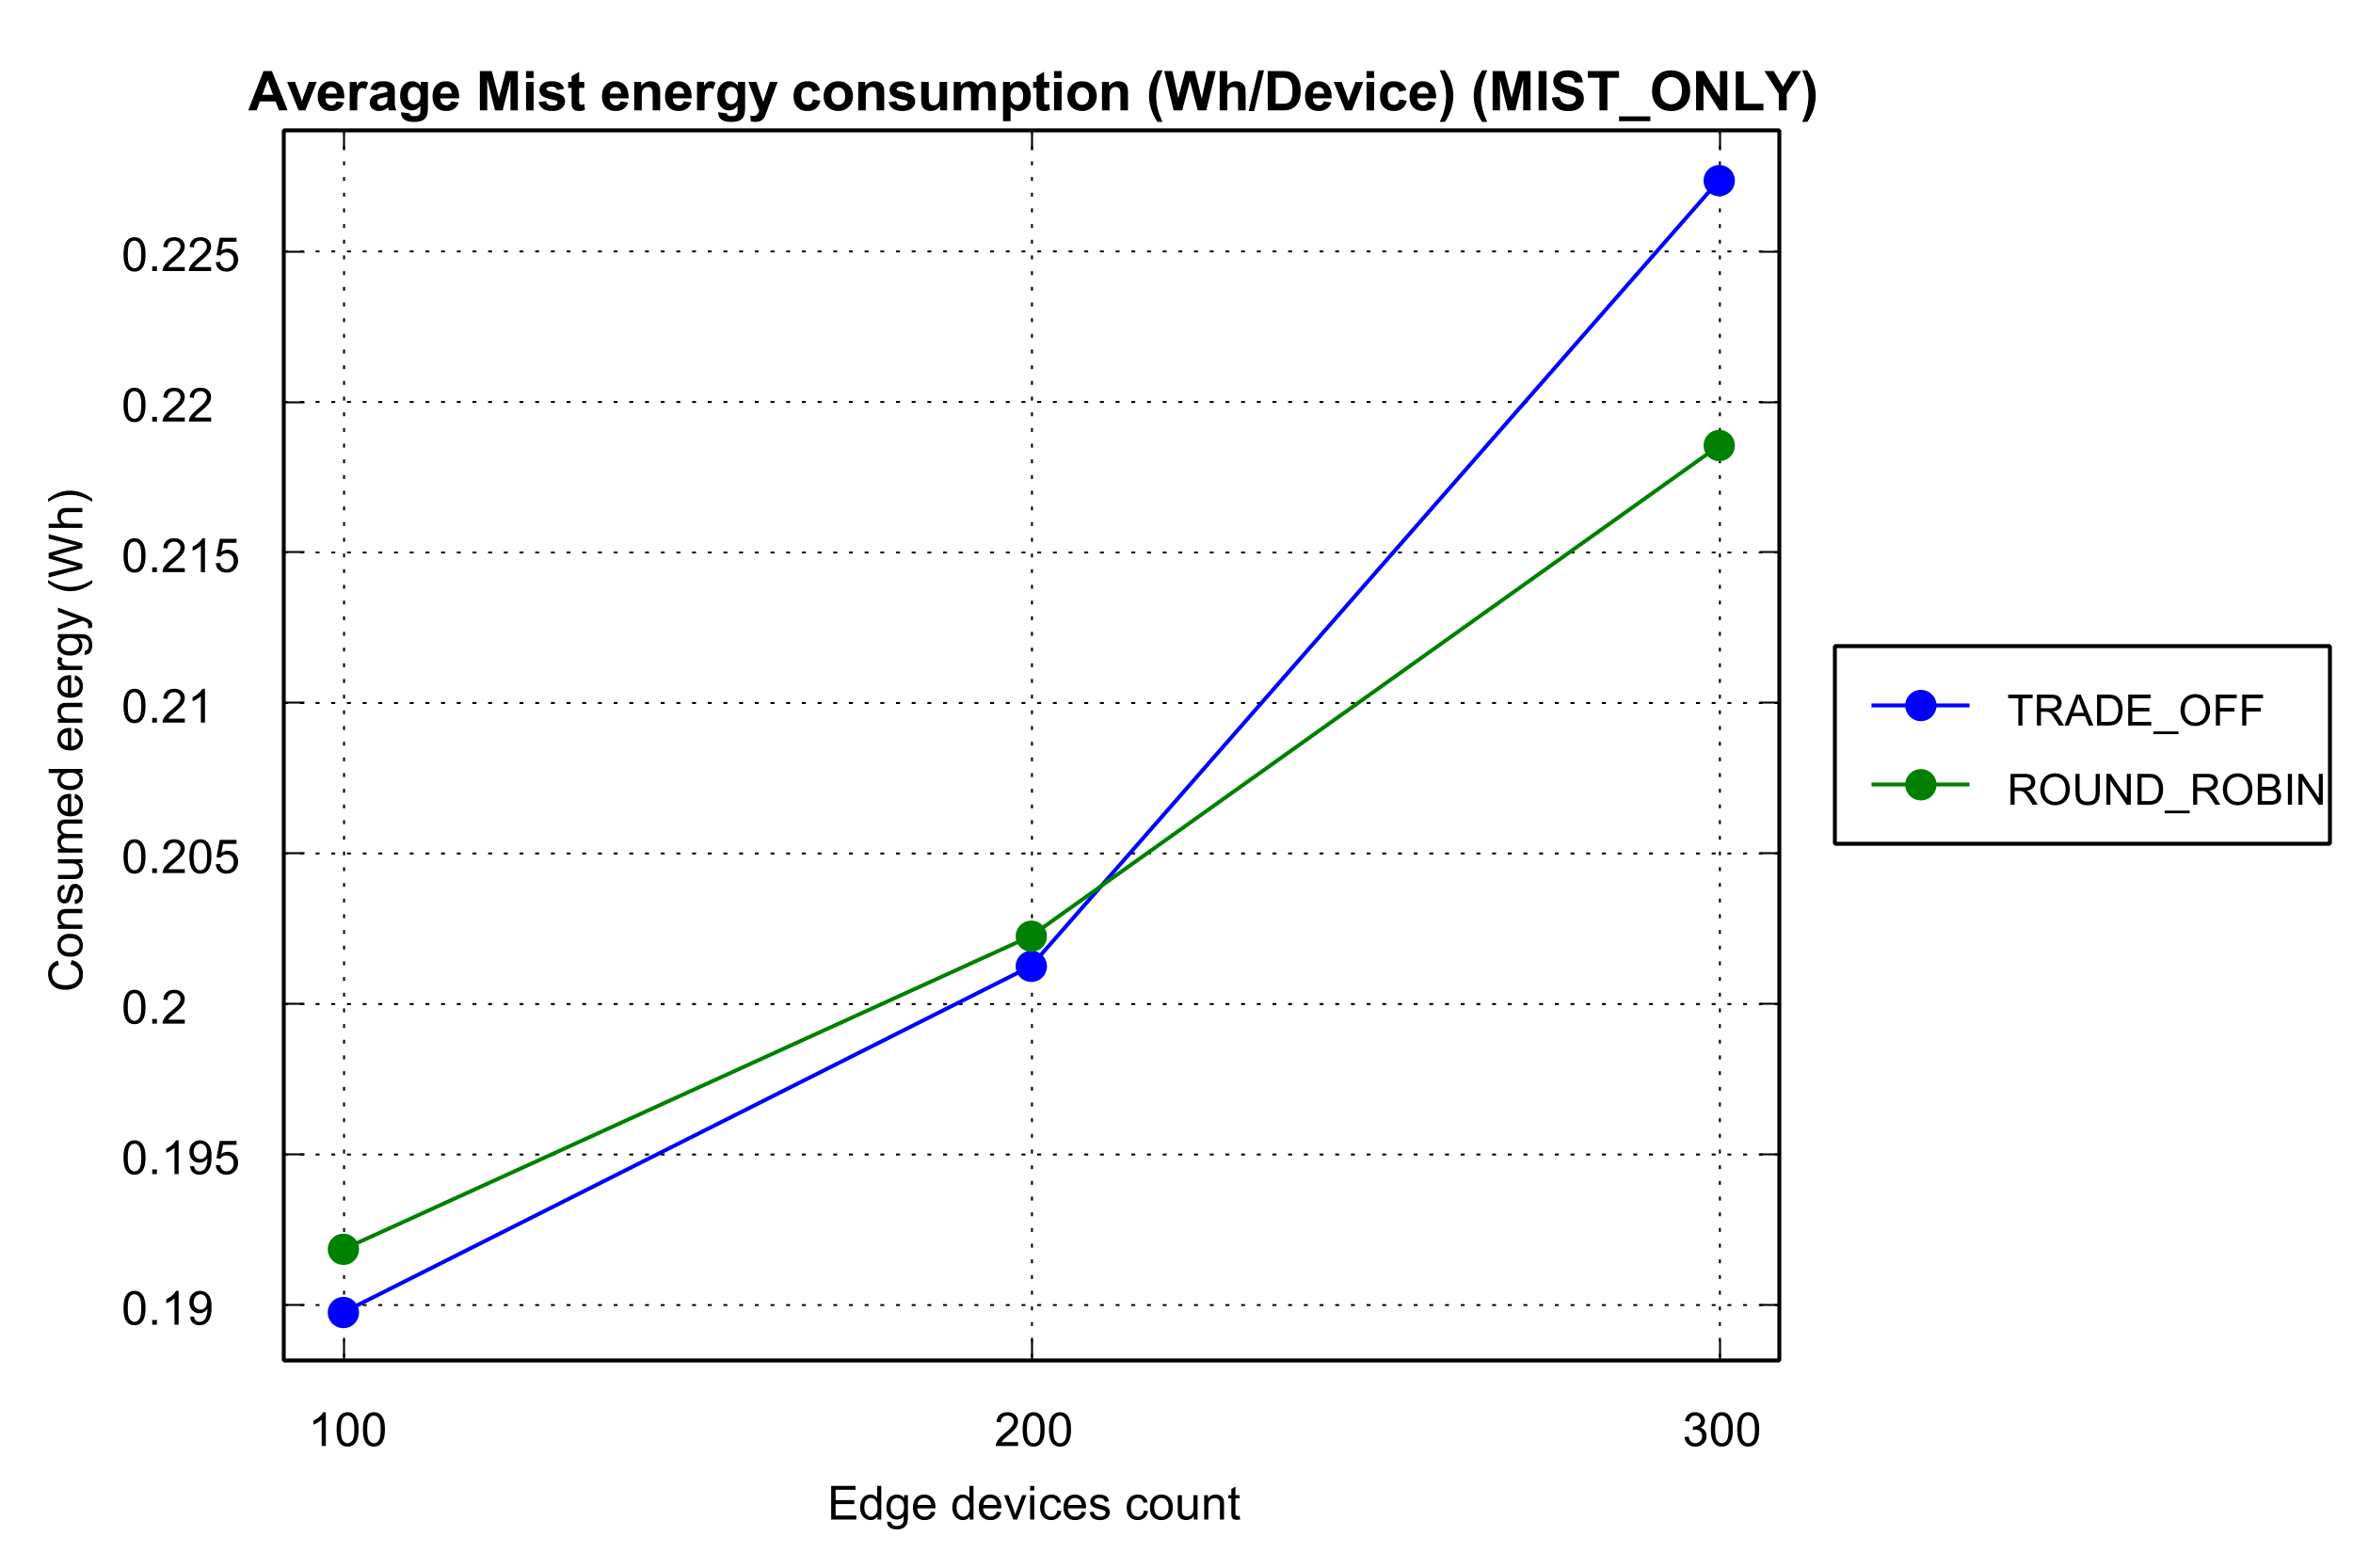 Average Mist energy consumption (Wh/Device) (MIST_ONLY)
Consumed energy (Wh)
0.225
0.22
0.215
0.21
0.205
0.2
0.195
0.19
100 200 300
Edge devices count
TRADE_OFF
ROUND_ROBIN